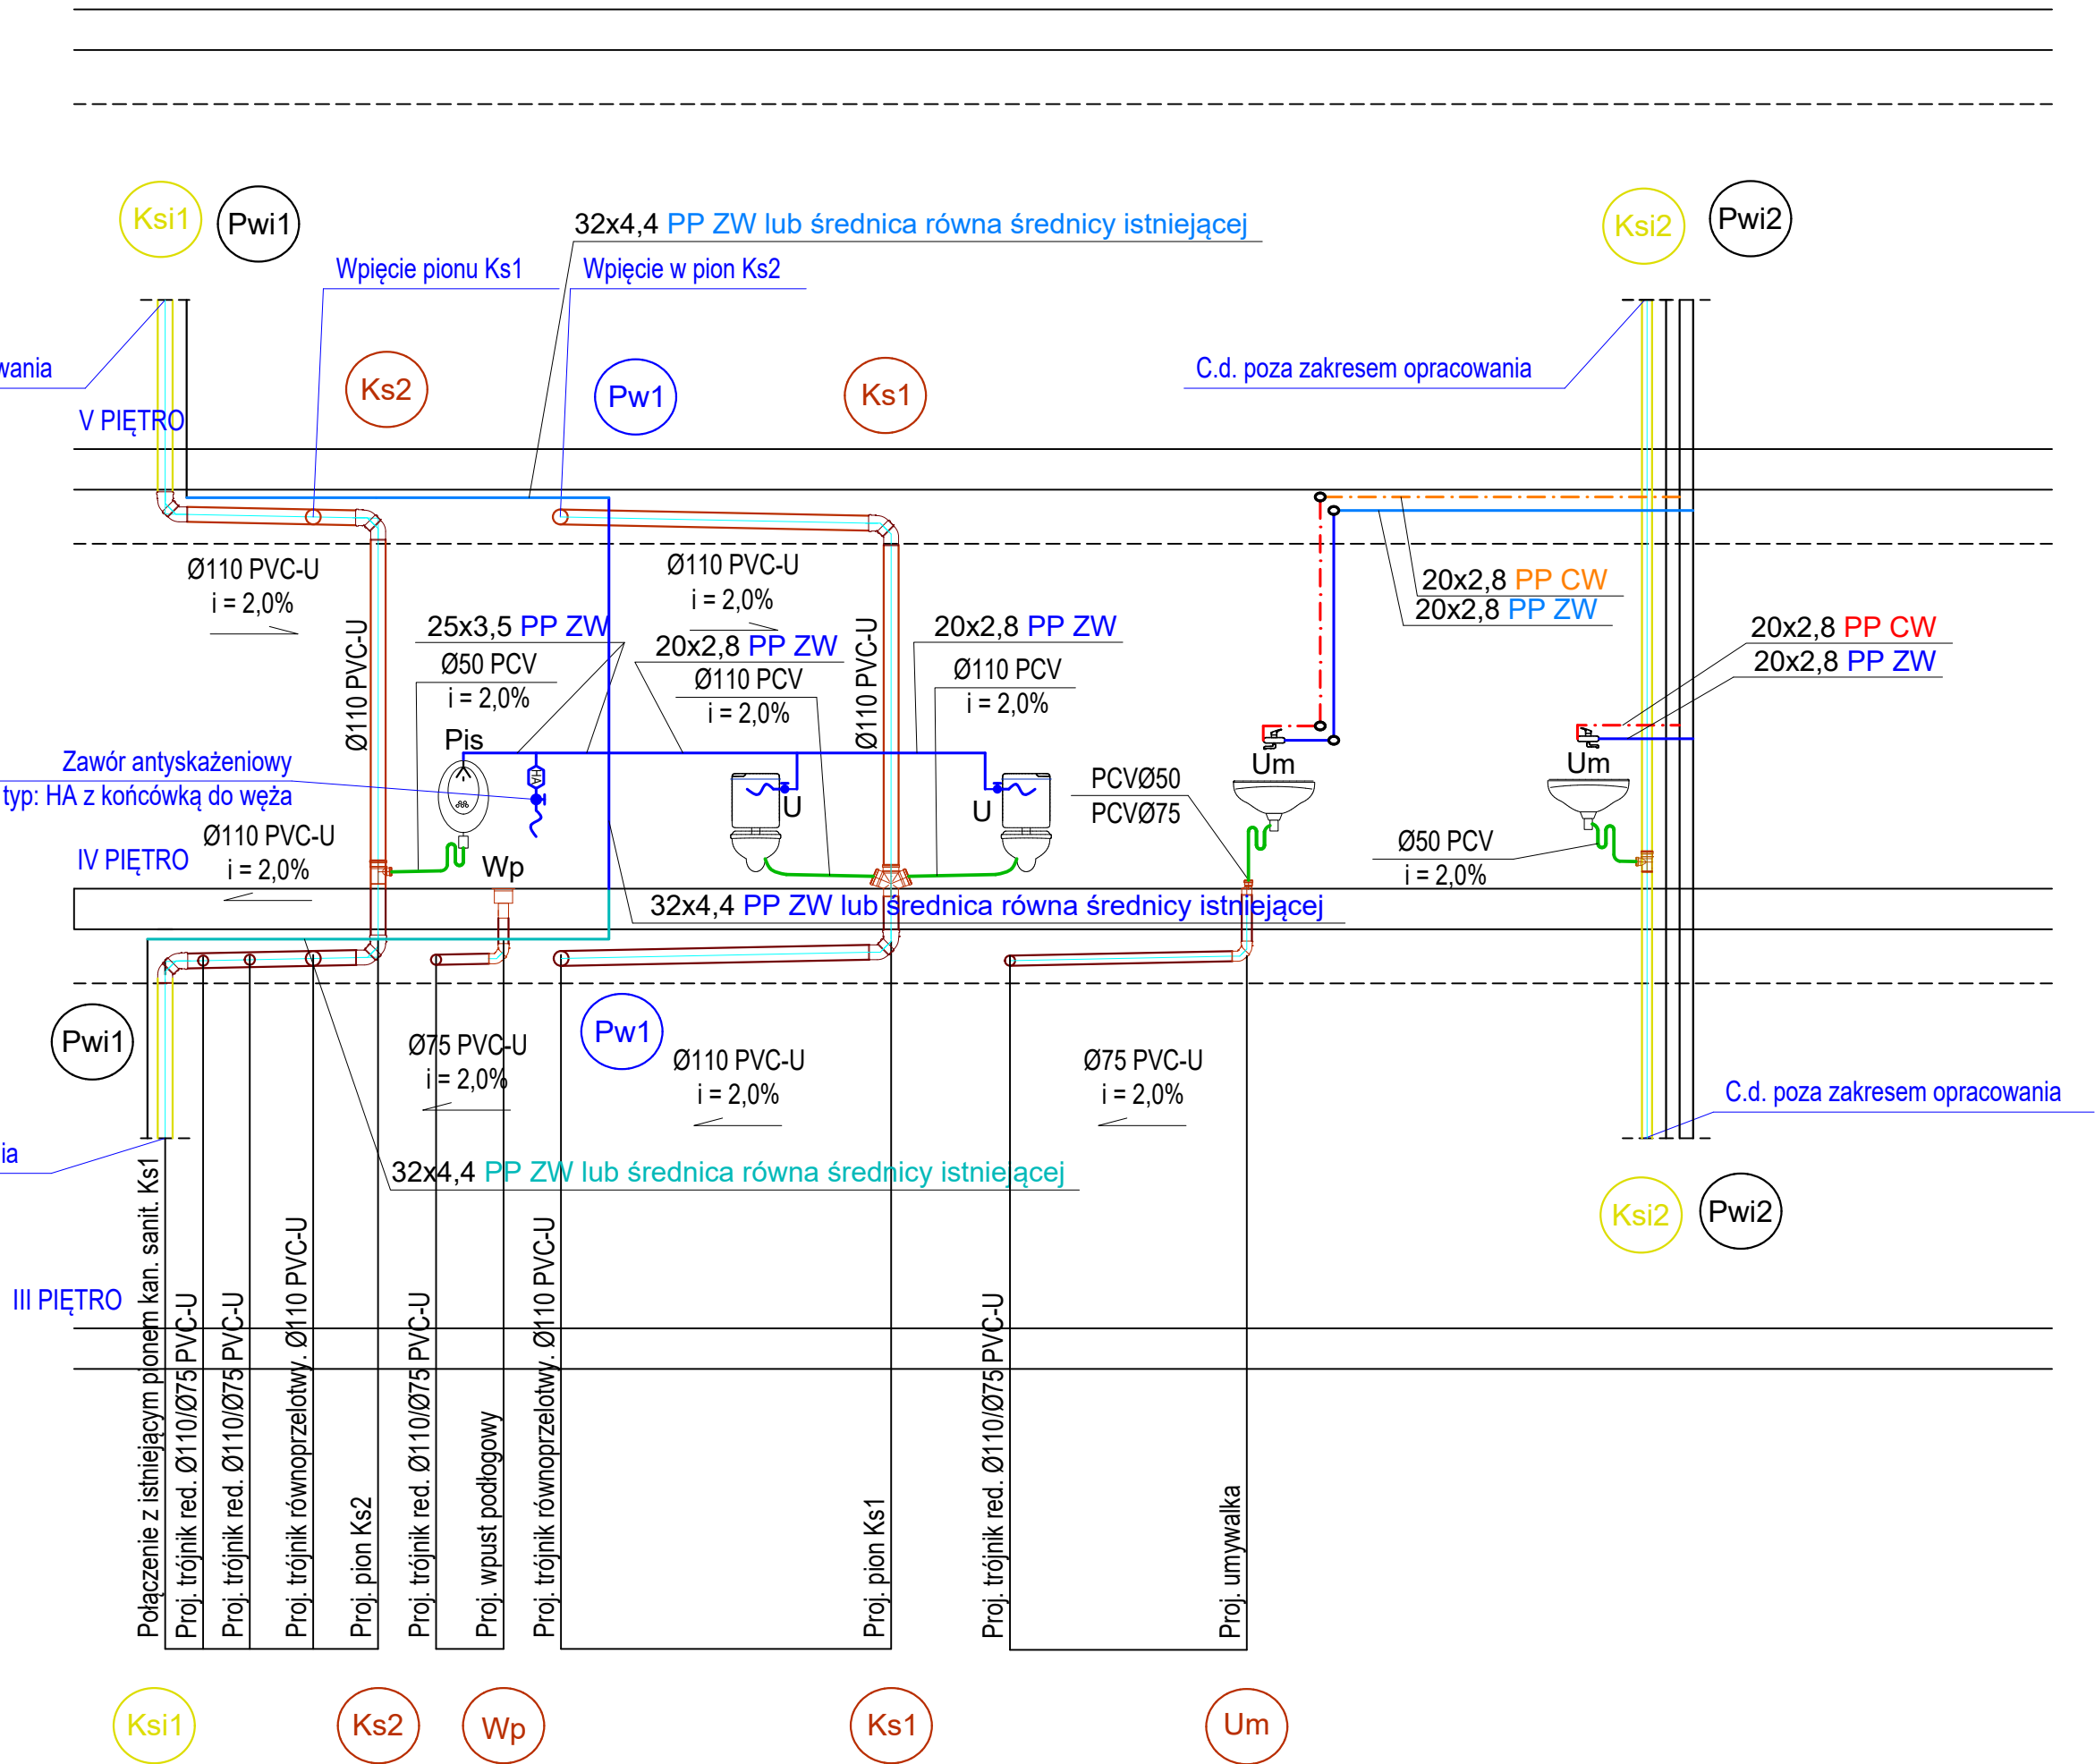 Ksi1
Pwi1
32x4,4 PP ZW lub średnica równa średnicy istniejącej
Ksi2
Pwi2
Wpięcie pionu Ks1
Wpięcie w pion Ks2
wania
Ks2
Pw1
Ks1
C.d. poza zakresem opracowania
V PIĘTRO
Ø110 PVC-U
i = 2,0%
Ø110 PVC-U
Ø110 PVC-U
i = 2,0%
Ø110 PVC-U
20x2,8 PP CW
20x2,8 PP ZW
25x3,5 PP ZW
Ø50 PCV
i = 2,0%
20x2,8 PP ZW
Ø110 PCV
i = 2,0%
20x2,8 PP ZW
Ø110 PCV
i = 2,0%
20x2,8 PP CW
20x2,8 PP ZW
Pis
Zawór antyskażeniowy
typ: HA z końcówką do węża
HA
U
U
PCVØ50
PCVØ75
Um
Um
Ø110 PVC-U
i = 2,0%
IV PIĘTRO
Wp
Ø50 PCV
i = 2,0%
32x4,4 PP ZW lub średnica równa średnicy istniejącej
Pwi1
Pw1
Ø75 PVC-U
i = 2,0%
Ø110 PVC-U
i = 2,0%
Ø75 PVC-U
i = 2,0%
C.d. poza zakresem opracowania
ia
32x4,4 PP ZW lub średnica równa średnicy istniejącej
Ksi2
Pwi2
III PIĘTRO
Połączenie z istniejącym pionem kan. sanit. Ks1
Proj. trójnik red. Ø110/Ø75 PVC-U
Proj. trójnik red. Ø110/Ø75 PVC-U
Proj. trójnik równoprzelotwy. Ø110 PVC-U
Proj. pion Ks2
Proj. trójnik red. Ø110/Ø75 PVC-U
Proj. wpust podłogowy
Proj. trójnik równoprzelotwy. Ø110 PVC-U
Proj. pion Ks1
Proj. trójnik red. Ø110/Ø75 PVC-U
Proj. umywalka
Ksi1
Ks2
Wp
Ks1
Um